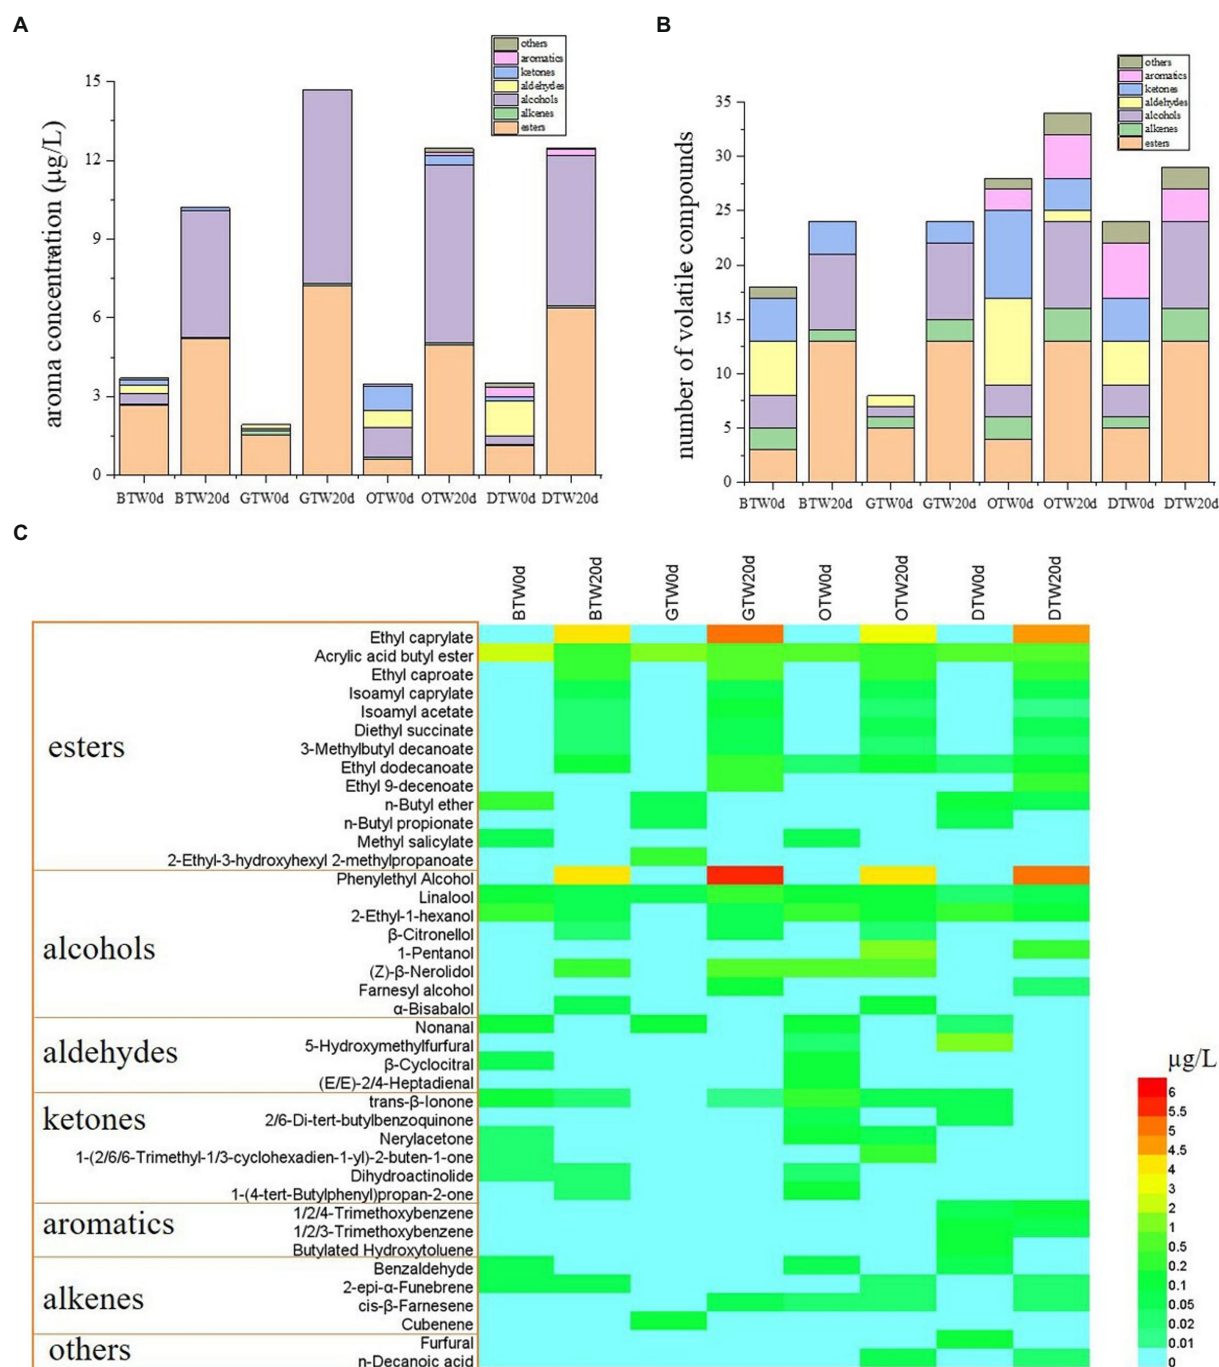 A
B
others
aromatics
ketones
aldehydes
alcohols
alkenes
esters
aroma concentration (µg/L)
15
12
9
6
3
0
BTW0d BTW20d GTW0d GTW20d OTW0d OTW20d DTW0d DTW20d
others
aromatics
ketones
aldehydes
alcohols
alkenes
esters
number of volatile compounds
35
30
25
20
15
10
5
0
BTW0d BTW20d GTW0d GTW20d OTW0d OTW20d DTW0d DTW20d
C
BTW0d BTW20d GTW0d GTW20d OTW0d OTW20d DTW0d DTW20d
esters
Ethyl caprylate
Acrylic acid butyl ester
Ethyl caproate
Isoamyl caprylate
Isoamyl acetate
Diethyl succinate
3-Methylbutyl decanoate
Ethyl dodecanoate
Ethyl 9-decenoate
n-Butyl ether
n-Butyl propionate
Methyl salicylate
2-Ethyl-3-hydroxyhexyl 2-methylpropanoate
alcohols
Phenylethyl Alcohol
Linalool
2-Ethyl-1-hexanol
β-Citronellol
1-Pentanol
(Z)-β-Nerolidol
Farnesyl alcohol
α-Bisabalol
aldehydes
Nonanal
5-Hydroxymethylfurfural
β-Cyclocitral
(E/E)-2/4-Heptadienal
ketones
trans-β-Ionone
2/6-Di-tert-butylbenzoquinone
Nerylacetone
1-(2/6/6-Trimethyl-1/3-cyclohexadien-1-yl)-2-buten-1-one
Dihydroactinolide
1-(4-tert-Butylphenyl)propan-2-one
aromatics
1/2/4-Trimethoxybenzene
1/2/3-Trimethoxybenzene
Butylated Hydroxytoluene
alkenes
Benzaldehyde
2-epi-α-Funebrene
cis-β-Farnesene
Cubenene
others
Furfural
n-Decanoic acid
µg/L
6
5.5
5
4.5
4
3
2
1
0.5
0.2
0.1
0.05
0.02
0.01
0